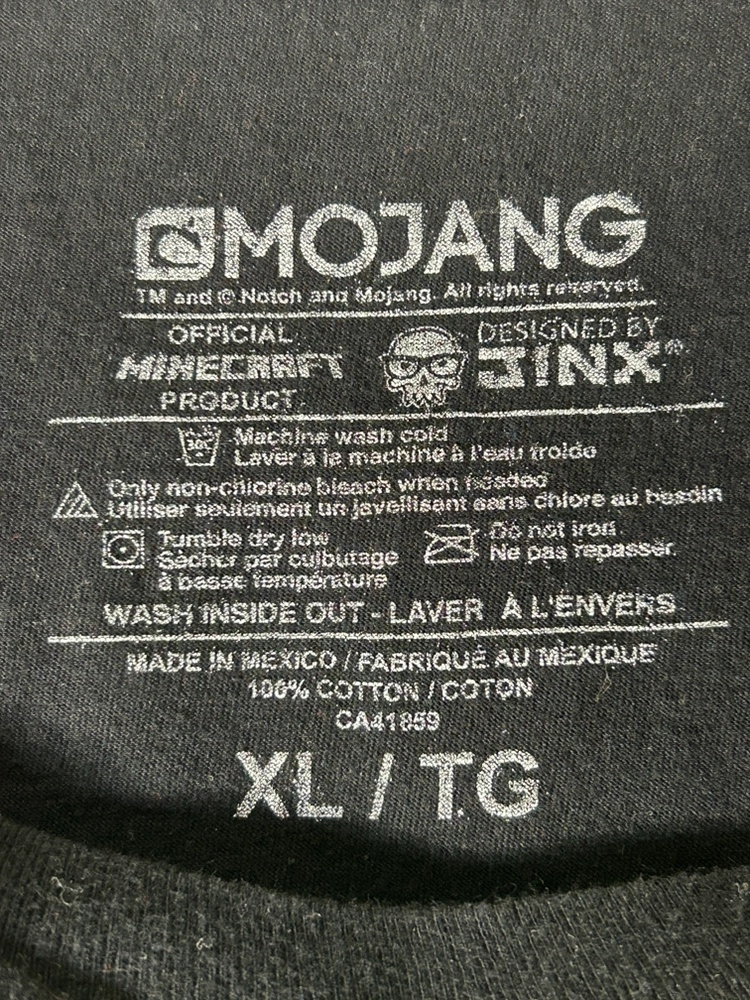 MOJANG
TM and © Notch and Mojang. All rights reserved.
OFFICIAL
MINECRAFT
PRODUCT
DESIGNED BY
J!NX®
30C
Machine wash cold
Laver à la machine à l'eau froide
Only non-chlorine bleach when needed
Utiliser seulement un javellisant sans chlore au besoin
Tumble dry low
Sècher par culbutage
à basse température
Do not iron
Ne pas repasser.
WASH INSIDE OUT - LAVER À L'ENVERS
MADE IN MEXICO / FABRIQUÉ AU MEXIQUE
100% COTTON / COTON
CA41859
XL / TG